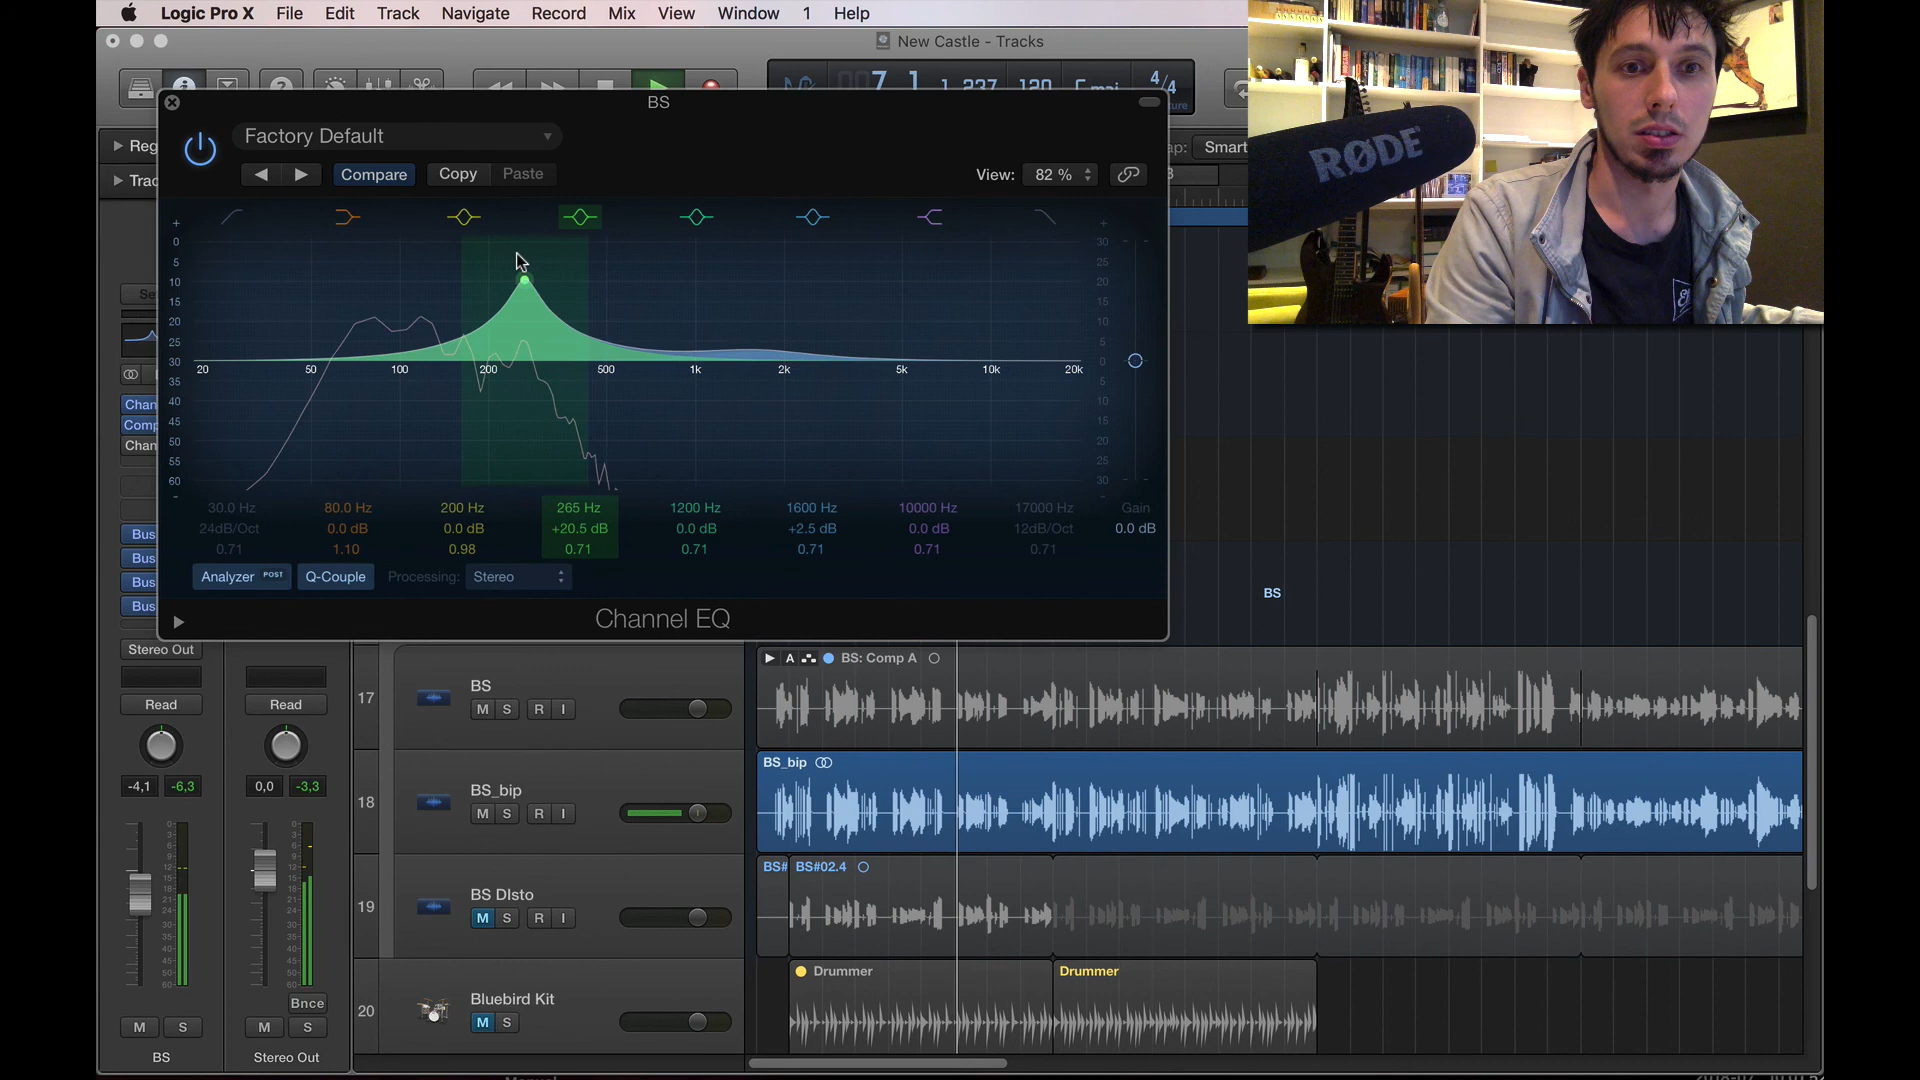 Logic Pro X File Edit Track Navigate Record Mix View Window 1 Help
New Castle - Tracks
7 1 1 237 120 Cmaj 4/4
BS
Factory Default
Compare Copy Paste
View: 82 %
Smart
RØDE
+ +
0 30
5 25
10 20
15 15
20 10
25 5
30 0
20 50 100 200 500 1k 2k 5k 10k 20k
35 5
40 10
45 15
50 20
55 25
60 30
- -
30.0 Hz 80.0 Hz 200 Hz 265 Hz 1200 Hz 1600 Hz 10000 Hz 17000 Hz Gain
24dB/Oct 0.0 dB 0.0 dB +20.5 dB 0.0 dB +2.5 dB 0.0 dB 12dB/Oct 0.0 dB
0.71 1.10 0.98 0.71 0.71 0.71 0.71 0.71
Analyzer POST Q-Couple Processing: Stereo
Channel EQ
Reg
Trac
Se
Chan
Comp
Chan
Bus
Bus
Bus
Bus
BS
Stereo Out
Read Read
-4,1 -6,3 0,0 -3,3
Bnce
M S M S
BS Stereo Out
17 BS
M S R I
A BS: Comp A
18 BS_bip
M S R I
BS_bip
19 BS DIsto
M S R I
BS# BS#02.4
20 Bluebird Kit
M S
Drummer Drummer